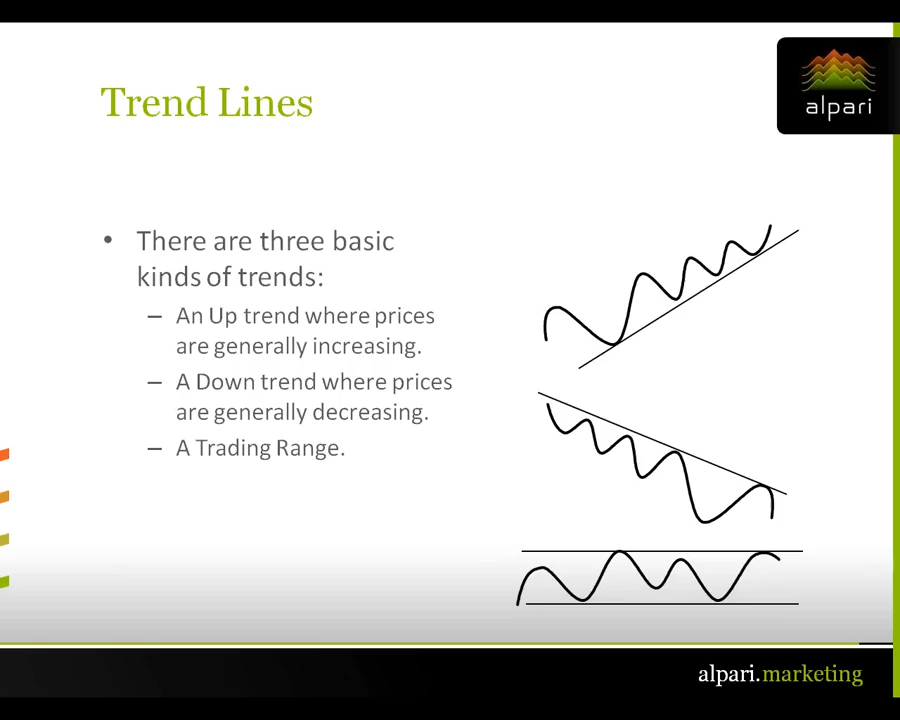 Trend Lines
alpari
• There are three basic
kinds of trends:
– An Up trend where prices
are generally increasing.
– A Down trend where prices
are generally decreasing.
– A Trading Range.
alpari.marketing